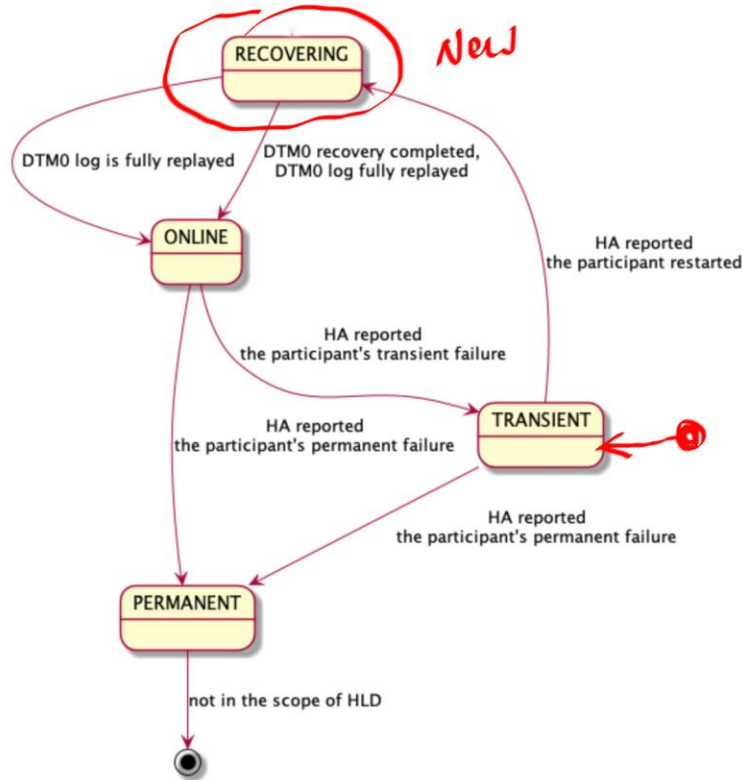 RECOVERING
New
DTM0 log is fully replayed
DTM0 recovery completed,
DTM0 log fully replayed
ONLINE
HA reported
the participant restarted
HA reported
the participant's transient failure
TRANSIENT
HA reported
the participant's permanent failure
HA reported
the participant's permanent failure
PERMANENT
not in the scope of HLD